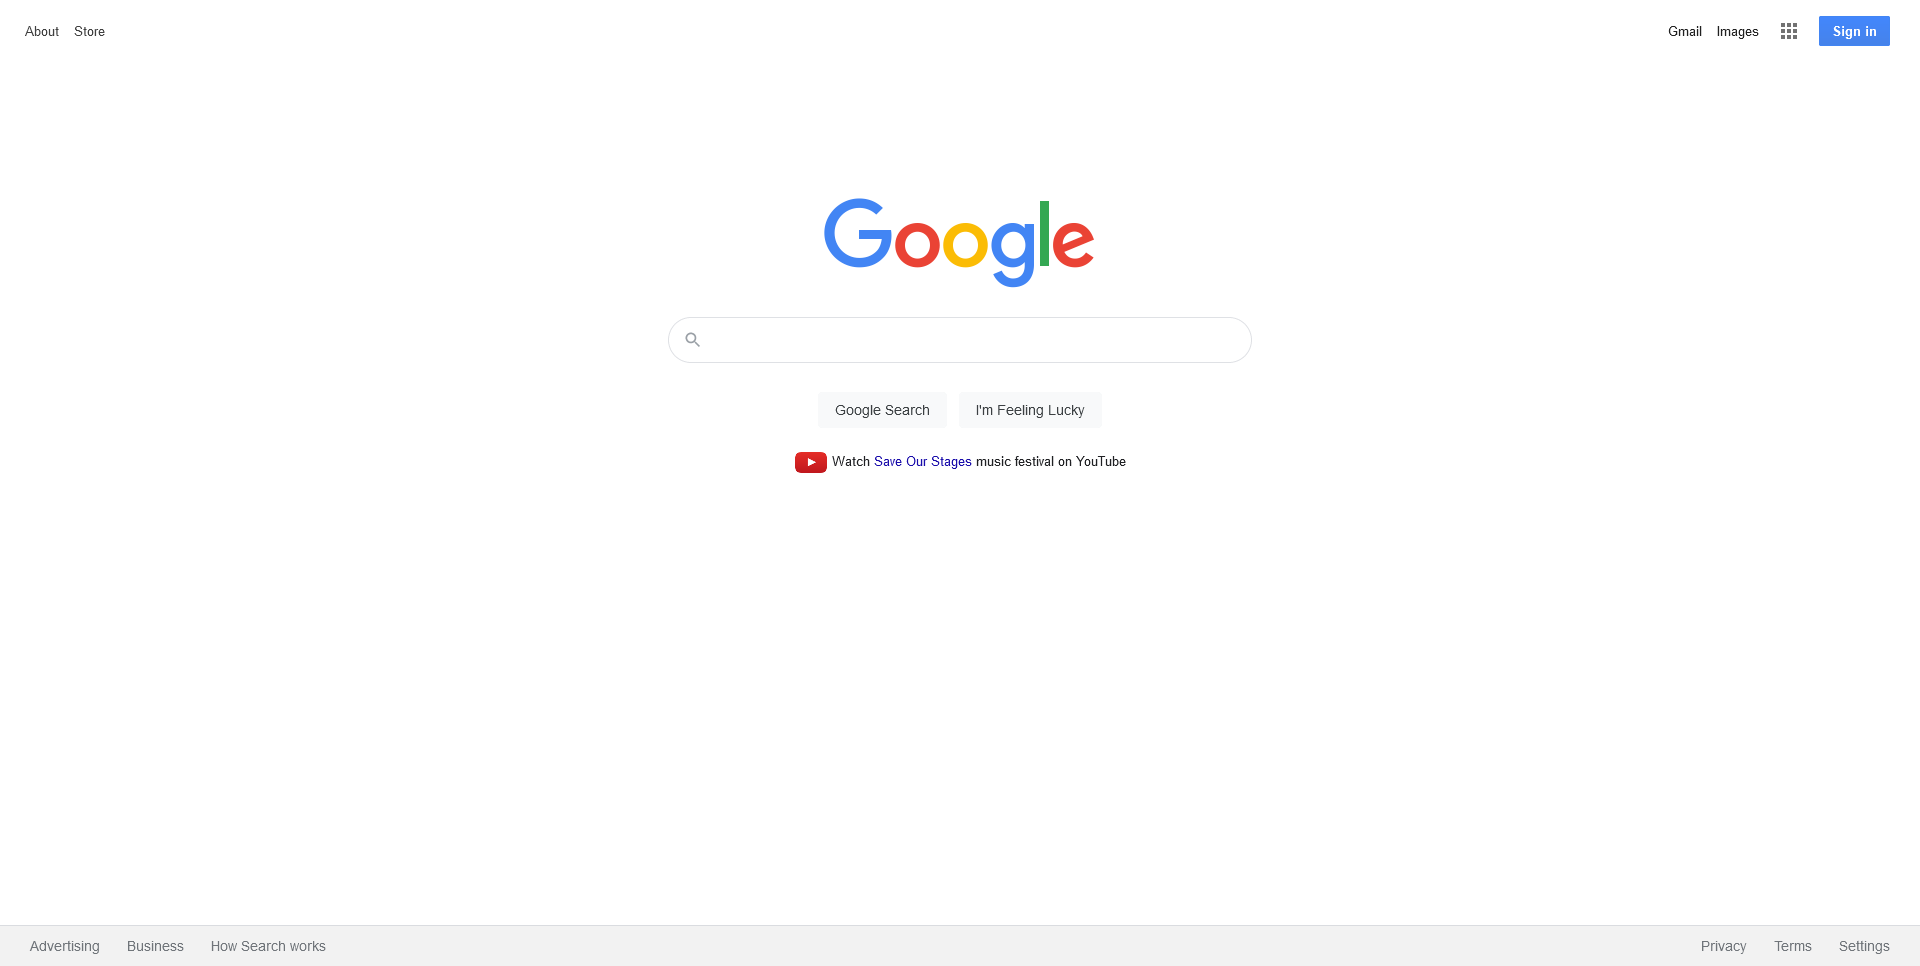 About Store Gmail Images Sign in
Google
Google Search I'm Feeling Lucky
Watch Save Our Stages music festival on YouTube
Advertising Business How Search works Privacy Terms Settings